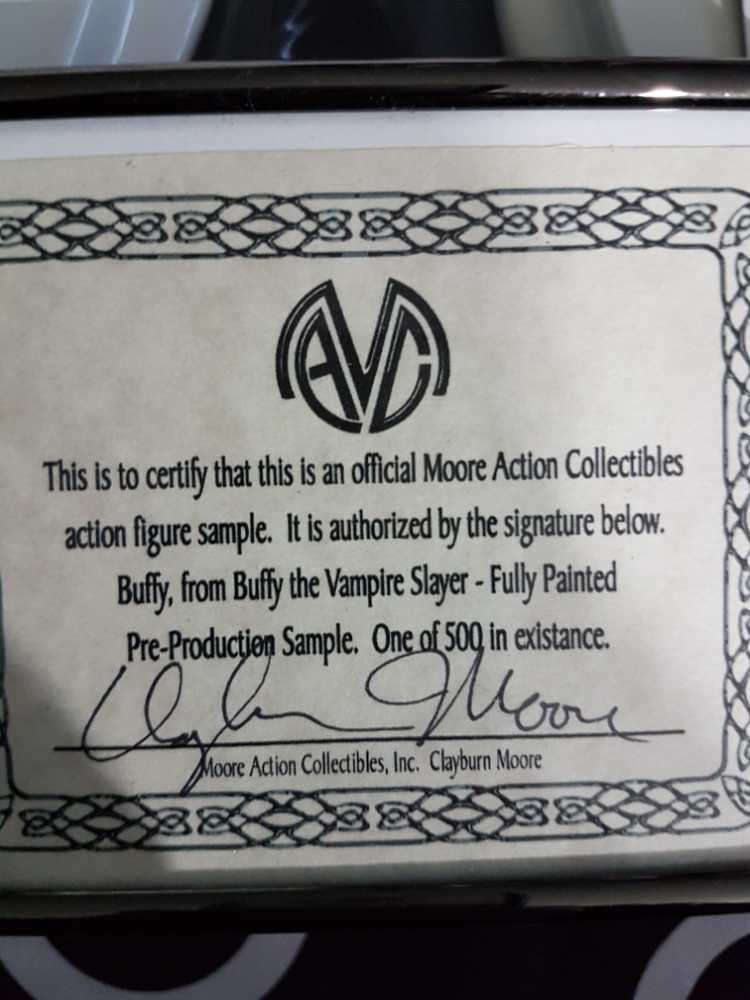 MAC
This is to certify that this is an official Moore Action Collectibles
action figure sample. It is authorized by the signature below.
Buffy, from Buffy the Vampire Slayer - Fully Painted
Pre-Production Sample. One of 500 in existance.
Clayburn Moore
Moore Action Collectibles, Inc. Clayburn Moore